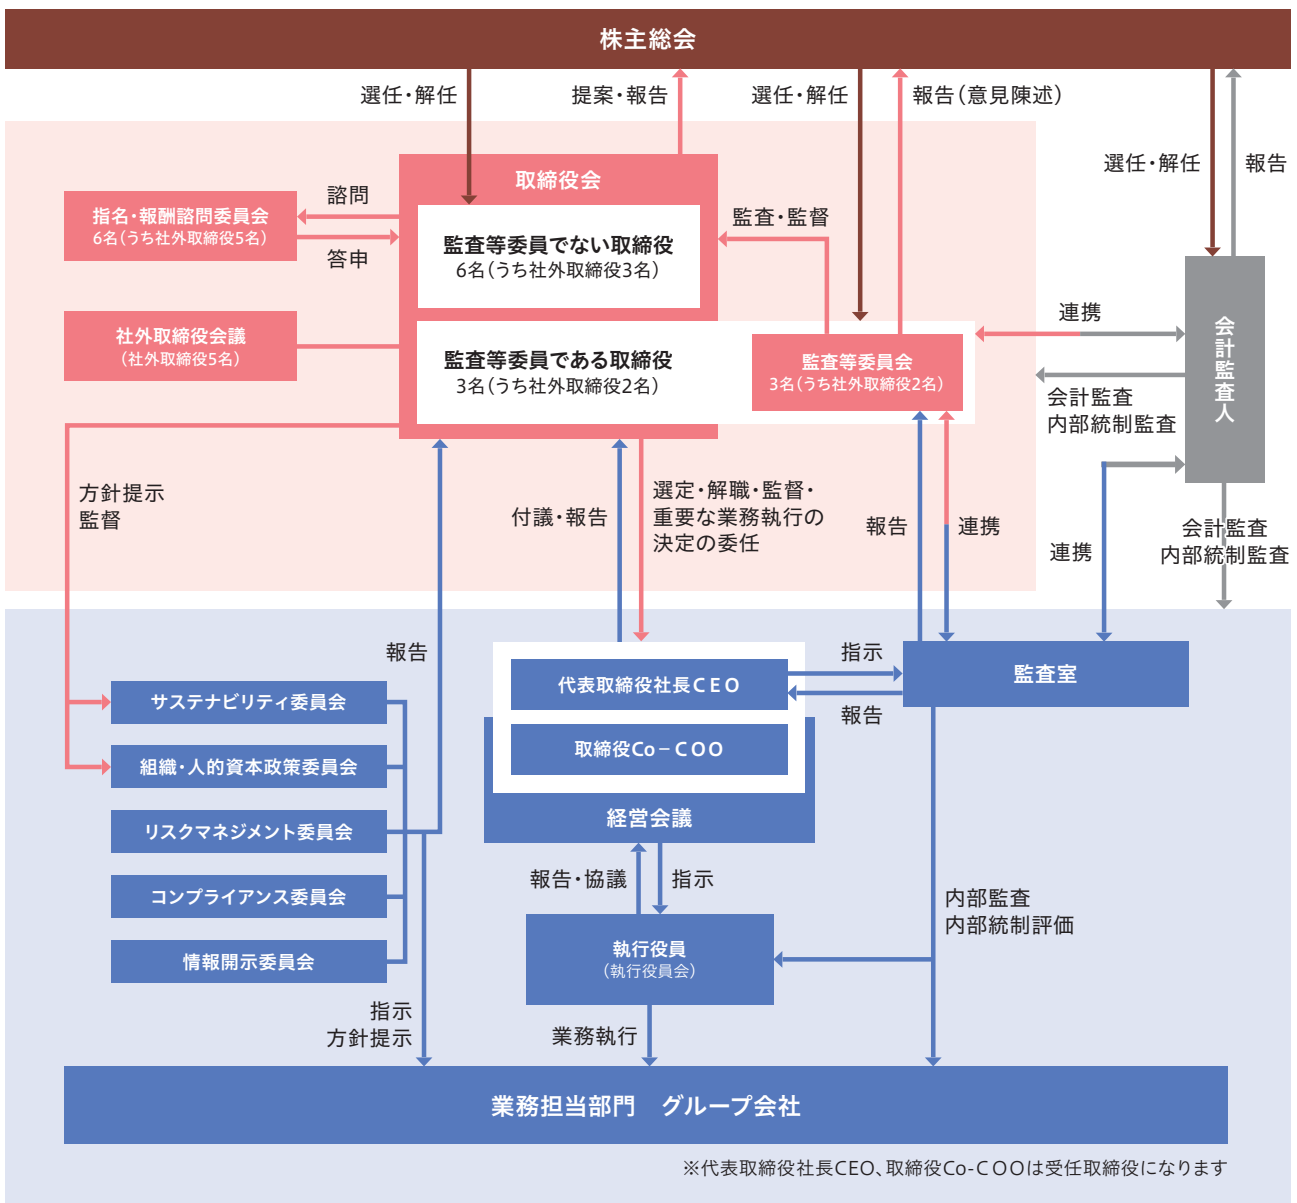 株主総会
選任・解任
提案・報告
選任・解任
報告（意見陳述）
選任・解任
報告
取締役会
諮問
指名・報酬諮問委員会
6名（うち社外取締役5名）
答申
監査等委員でない取締役
6名（うち社外取締役3名）
監査・監督
社外取締役会議
（社外取締役5名）
監査等委員である取締役
3名（うち社外取締役2名）
監査等委員会
3名（うち社外取締役2名）
連携
会計監査人
会計監査
内部統制監査
方針提示
監督
付議・報告
選定・解職・監督・
重要な業務執行の
決定の委任
報告
連携
連携
会計監査
内部統制監査
報告
代表取締役社長CEO
指示
報告
監査室
取締役Co－COO
経営会議
サステナビリティ委員会
組織・人的資本政策委員会
リスクマネジメント委員会
コンプライアンス委員会
情報開示委員会
報告・協議
指示
内部監査
内部統制評価
執行役員
（執行役員会）
指示
方針提示
業務執行
業務担当部門　グループ会社
※代表取締役社長CEO、取締役Co-COOは受任取締役になります